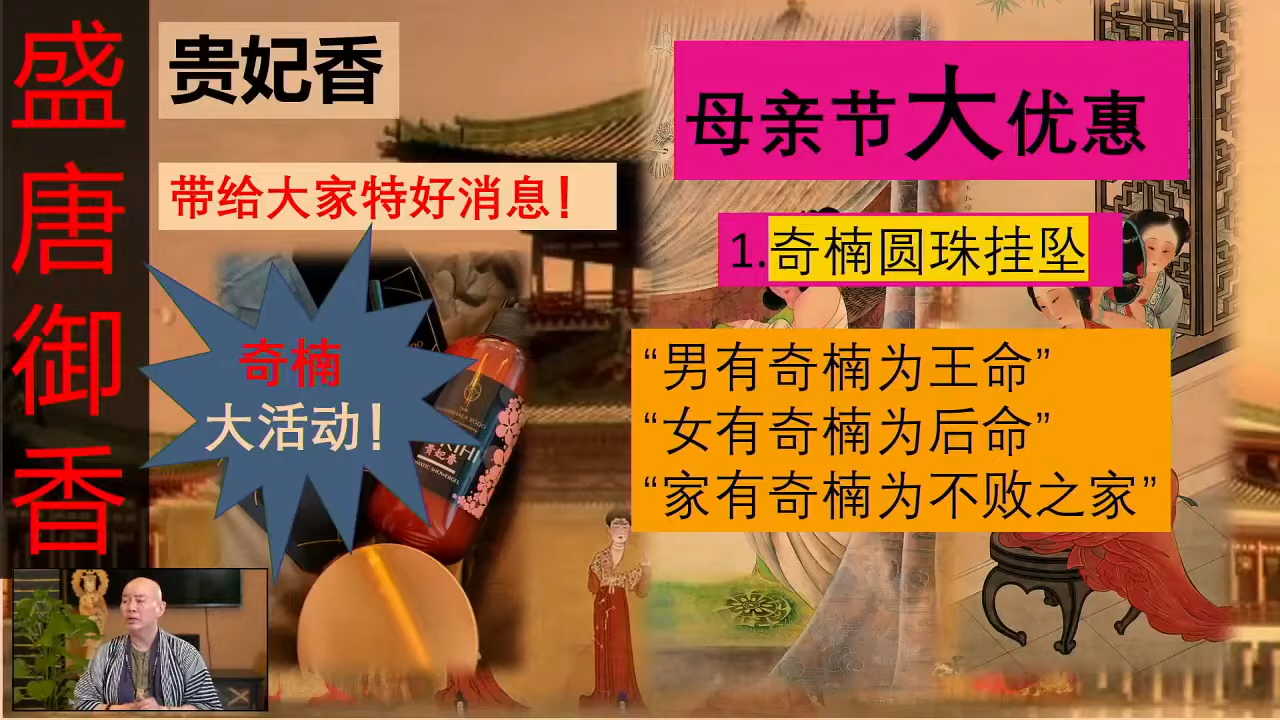 盛唐御香
贵妃香
带给大家特好消息！
奇楠
大活动！
母亲节大优惠
1.奇楠圆珠挂坠
“男有奇楠为王命”
“女有奇楠为后命”
“家有奇楠为不败之家”
貴妃香